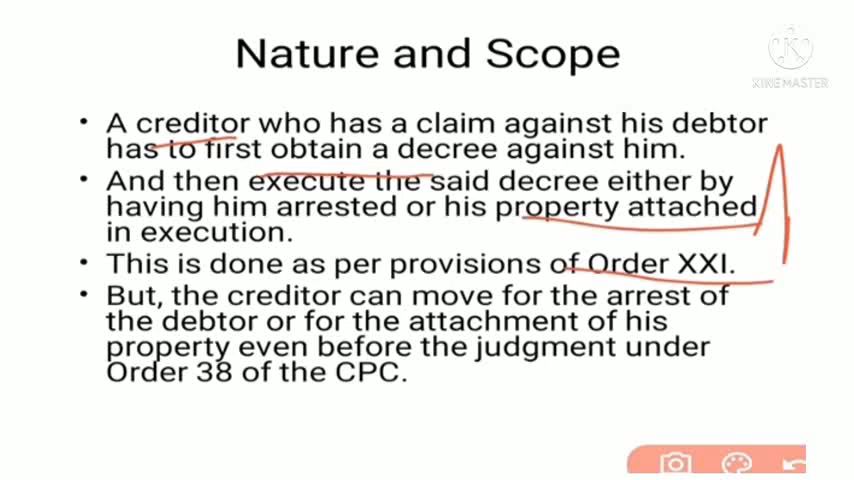 Nature and Scope
KINEMASTER
• A creditor who has a claim against his debtor
has to first obtain a decree against him.
• And then execute the said decree either by
having him arrested or his property attached
in execution.
• This is done as per provisions of Order XXI.
• But, the creditor can move for the arrest of
the debtor or for the attachment of his
property even before the judgment under
Order 38 of the CPC.